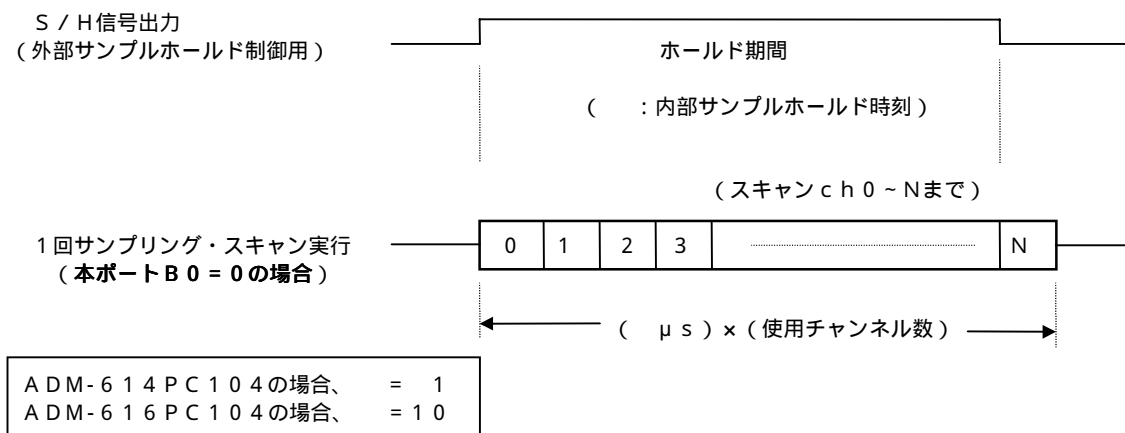 S/H信号出力
(外部サンプルホールド制御用)
ホールド期間
(　:内部サンプルホールド時刻)
(スキャンch0~Nまで)
1回サンプリング・スキャン実行
(本ポートB0=0の場合)
0 1 2 3 N
(　μs)×(使用チャンネル数)
ADM-614PC104の場合、　= 1
ADM-616PC104の場合、　=10